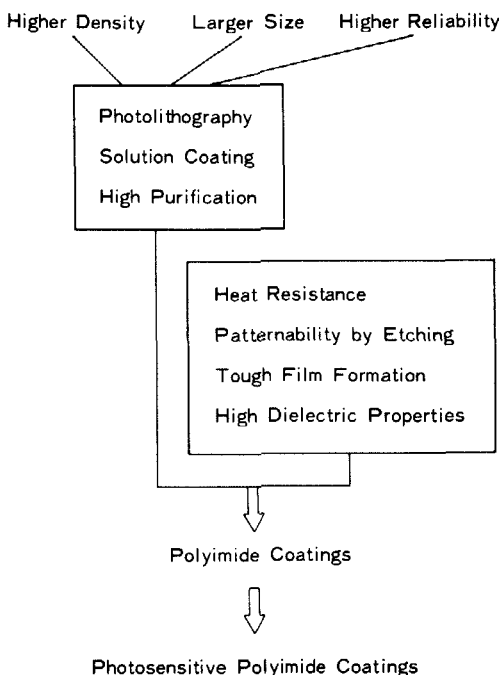 Higher Density Larger Size Higher Reliability
Photolithography
Solution Coating
High Purification
Heat Resistance
Patternability by Etching
Tough Film Formation
High Dielectric Properties
Polyimide Coatings
Photosensitive Polyimide Coatings